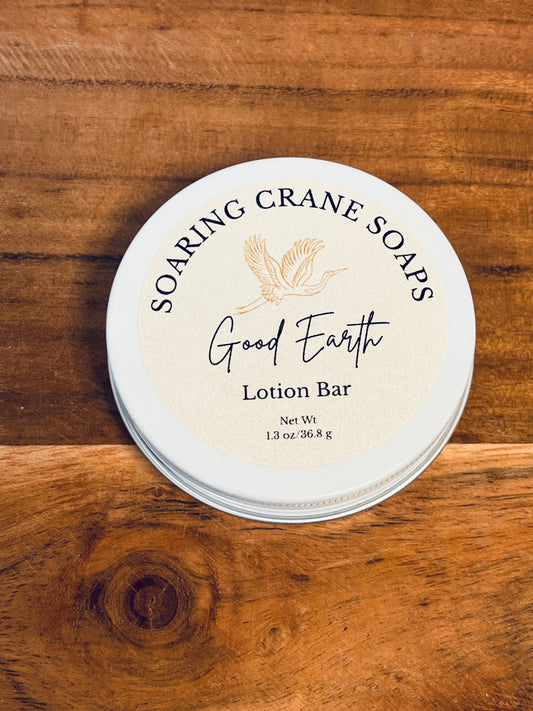 SOARING CRANE SOAPS
Good Earth
Lotion Bar
Net Wt
1.3 oz/36.8 g